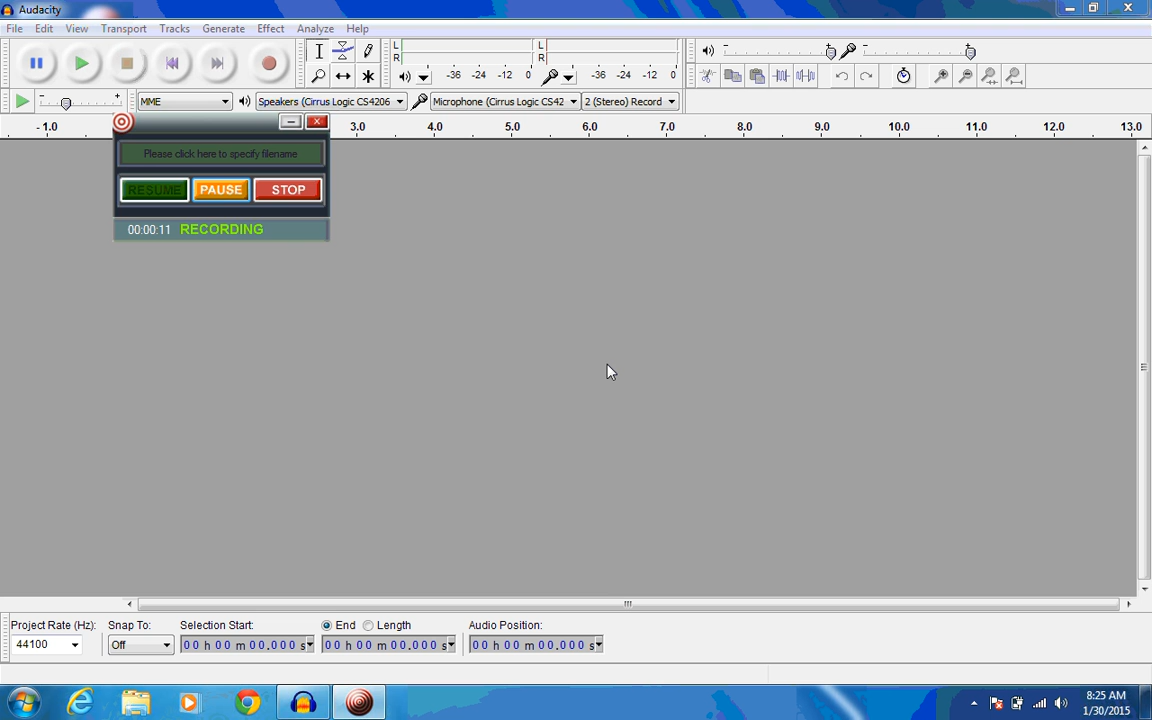 Audacity
File Edit View Transport Tracks Generate Effect Analyze Help
L
R
-36 -24 -12 0
L
R
-36 -24 -12 0
- +
- +
- +
MME
Speakers (Cirrus Logic CS4206
Microphone (Cirrus Logic CS42
2 (Stereo) Record
- 1.0 3.0 4.0 5.0 6.0 7.0 8.0 9.0 10.0 11.0 12.0 13.0
Please click here to specify filename
RESUME PAUSE STOP
00:00:11 RECORDING
Project Rate (Hz): Snap To: Selection Start: End Length Audio Position:
44100 Off 00 h 00 m 00.000 s 00 h 00 m 00.000 s 00 h 00 m 00.000 s
8:25 AM
1/30/2015